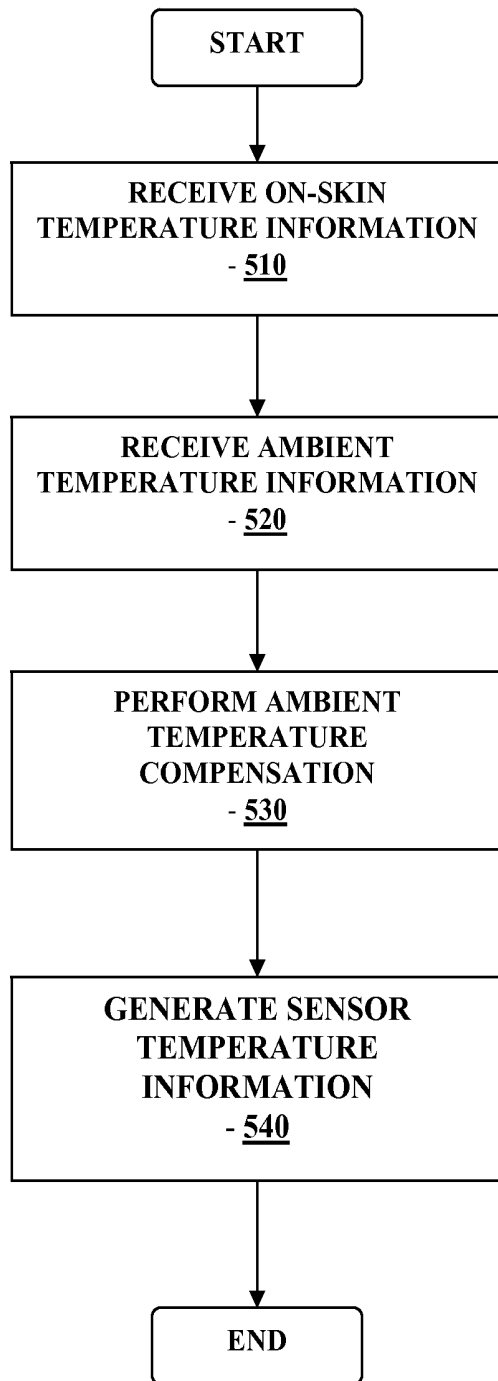 START
RECEIVE ON-SKIN
TEMPERATURE INFORMATION
- 510
RECEIVE AMBIENT
TEMPERATURE INFORMATION
- 520
PERFORM AMBIENT
TEMPERATURE
COMPENSATION
- 530
GENERATE SENSOR
TEMPERATURE
INFORMATION
- 540
END